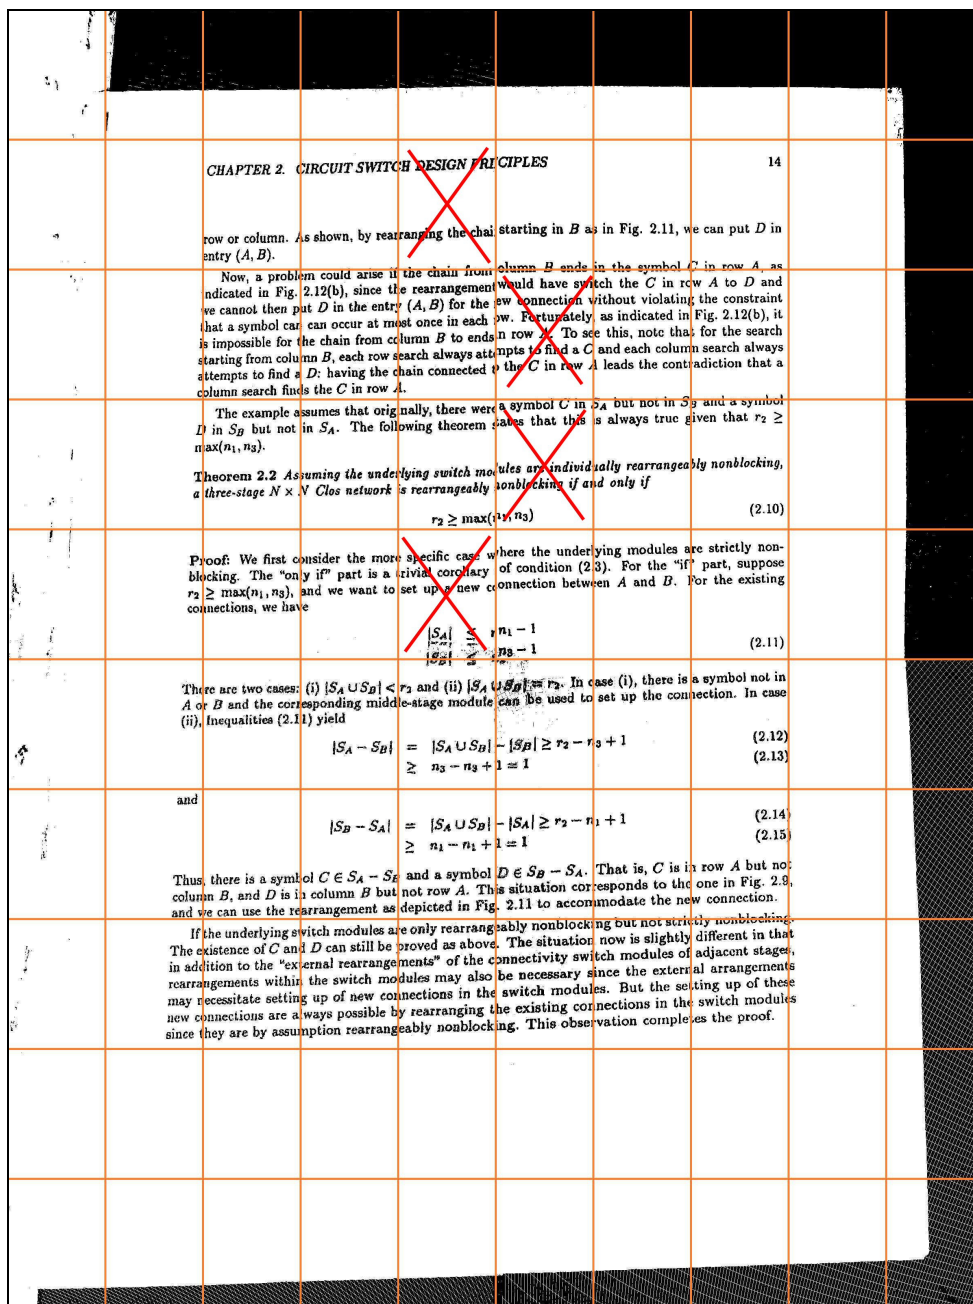 CHAPTER 2. CIRCUIT SWITCH DESIGN PRINCIPLES 14
row or column. As shown, by rearranging the chain starting in B as in Fig. 2.11, we can put D in
entry (A, B).
Now, a problem could arise if the chain from column B ends in the symbol C in row A, as
indicated in Fig. 2.12(b), since the rearrangement would have switch the C in row A to D and
we cannot then put D in the entry (A, B) for the new connection without violating the constraint
that a symbol can can occur at most once in each row. Fortunately, as indicated in Fig. 2.12(b), it
is impossible for the chain from column B to ends in row A. To see this, note that for the search
starting from column B, each row search always attempts to find a C and each column search always
attempts to find a D: having the chain connected to the C in row A leads the contradiction that a
column search finds the C in row A.
The example assumes that originally, there were a symbol C in S_A but not in S_B and a symbol
D in S_B but not in S_A. The following theorem states that this is always true given that r₂ ≥
max(n₁, n₃).
Theorem 2.2 Assuming the underlying switch modules are individually rearrangeably nonblocking,
a three-stage N × N Clos network is rearrangeably nonblocking if and only if
r₂ ≥ max(n₁, n₃) (2.10)
Proof: We first consider the more specific case where the underlying modules are strictly non-
blocking. The "only if" part is a trivial corollary of condition (2.3). For the "if" part, suppose
r₂ ≥ max(n₁, n₃), and we want to set up a new connection between A and B. For the existing
connections, we have
|S_A| ≤ n₁ − 1
|S_B| ≤ n₃ − 1 (2.11)
There are two cases: (i) |S_A ∪ S_B| < r₂ and (ii) |S_A ∪ S_B| = r₂. In case (i), there is a symbol not in
A or B and the corresponding middle-stage module can be used to set up the connection. In case
(ii), Inequalities (2.11) yield
|S_A − S_B| = |S_A ∪ S_B| − |S_B| ≥ r₂ − n₃ + 1 (2.12)
≥ n₃ − n₃ + 1 = 1 (2.13)
and
|S_B − S_A| = |S_A ∪ S_B| − |S_A| ≥ r₂ − n₁ + 1 (2.14)
≥ n₁ − n₁ + 1 = 1 (2.15)
Thus, there is a symbol C ∈ S_A − S_B and a symbol D ∈ S_B − S_A. That is, C is in row A but not
column B, and D is in column B but not row A. This situation corresponds to the one in Fig. 2.9,
and we can use the rearrangement as depicted in Fig. 2.11 to accommodate the new connection.
If the underlying switch modules are only rearrangeably nonblocking but not strictly nonblocking.
The existence of C and D can still be proved as above. The situation now is slightly different in that
in addition to the "external rearrangements" of the connectivity switch modules of adjacent stages,
rearrangements within the switch modules may also be necessary since the external arrangements
may necessitate setting up of new connections in the switch modules. But the setting up of these
new connections are always possible by rearranging the existing connections in the switch modules
since they are by assumption rearrangeably nonblocking. This observation completes the proof.